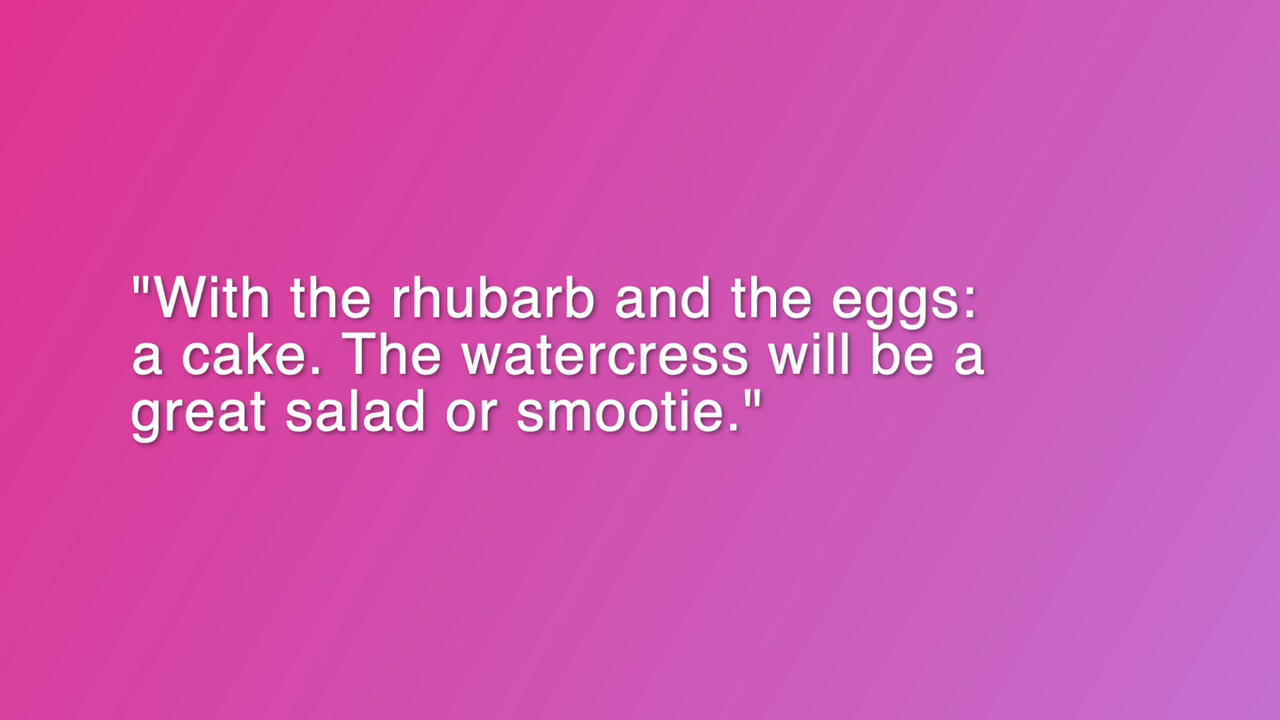 "With the rhubarb and the eggs:
a cake. The watercress will be a
great salad or smootie."